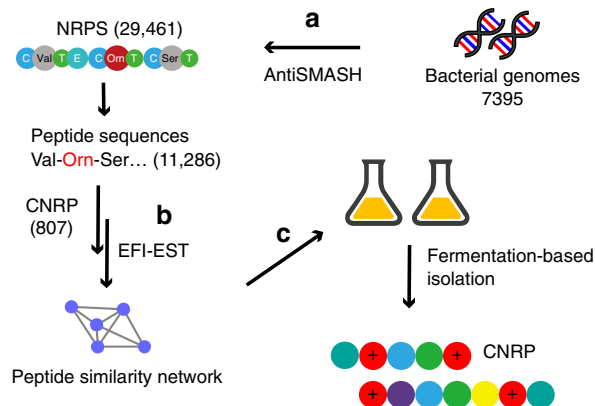 NRPS (29,461)
C Val T E C Orn T C Ser T
a
AntiSMASH
Bacterial genomes
7395
Peptide sequences
Val-Orn-Ser... (11,286)
CNRP
(807)
b
EFI-EST
c
Fermentation-based
isolation
Peptide similarity network
+ + CNRP
+ +